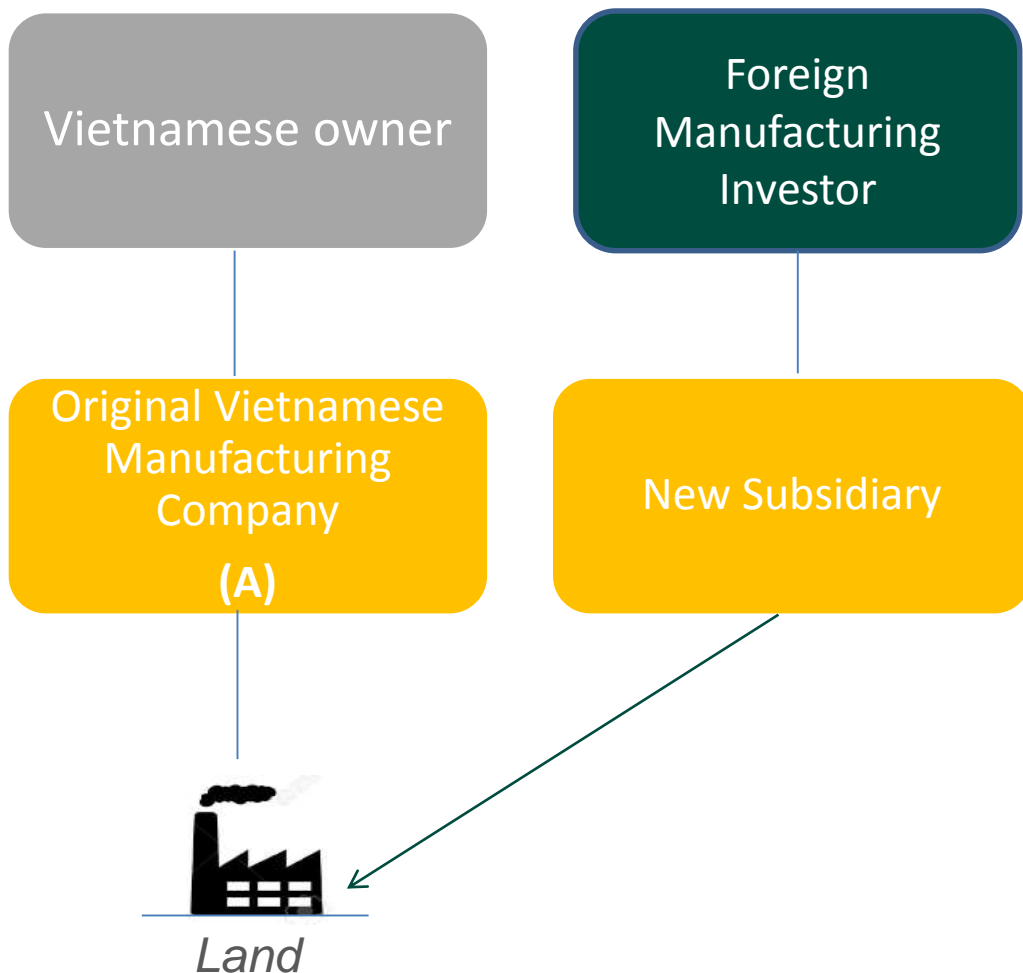 Vietnamese owner
Foreign
Manufacturing
Investor
Original Vietnamese
Manufacturing
Company
(A)
New Subsidiary
Land